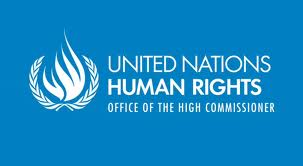 UNITED NATIONS
HUMAN RIGHTS
OFFICE OF THE HIGH COMMISSIONER